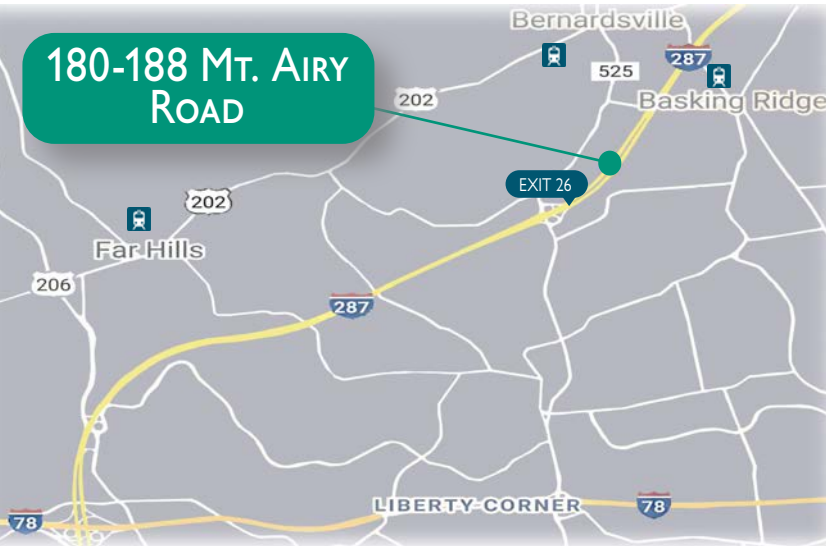 Bernardsville
180-188 Mt. Airy
Road
287
525
202
Basking Ridge
EXIT 26
202
Far Hills
206
287
LIBERTY CORNER
78
78